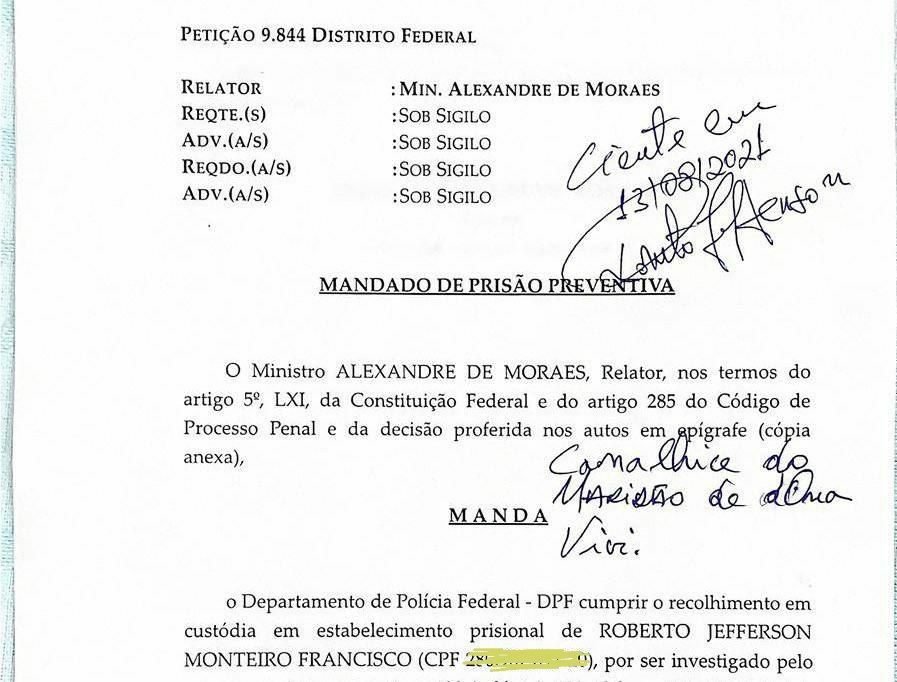 PETIÇÃO 9.844 DISTRITO FEDERAL
RELATOR : MIN. ALEXANDRE DE MORAES
REQTE.(S) : SOB SIGILO
ADV.(A/S) : SOB SIGILO
REQDO.(A/S) : SOB SIGILO
ADV.(A/S) : SOB SIGILO
Ciente em
13/08/2021
MANDADO DE PRISÃO PREVENTIVA
O Ministro ALEXANDRE DE MORAES, Relator, nos termos do
artigo 5º, LXI, da Constituição Federal e do artigo 285 do Código de
Processo Penal e da decisão proferida nos autos em epígrafe (cópia
anexa),
Canalhice do
MARIDÃO de dona
Vivi.
MANDA
o Departamento de Polícia Federal - DPF cumprir o recolhimento em
custódia em estabelecimento prisional de ROBERTO JEFFERSON
MONTEIRO FRANCISCO (CPF ), por ser investigado pelo